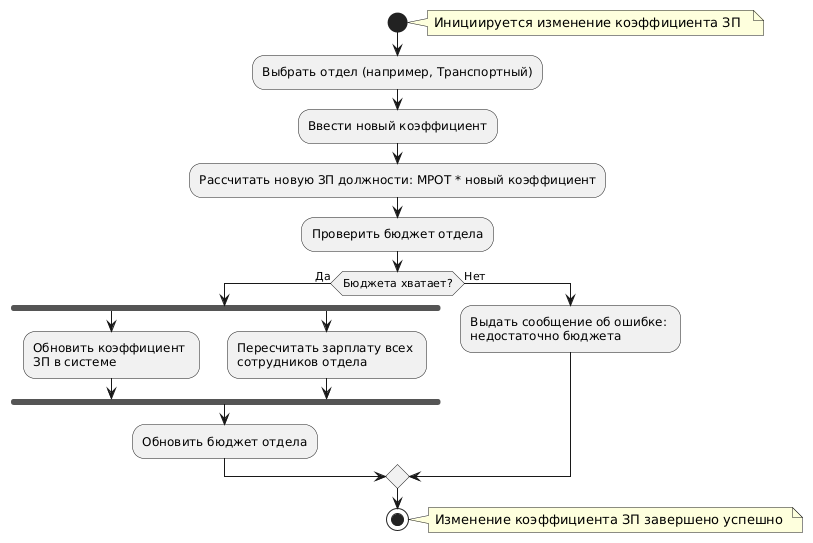 Инициируется изменение коэффициента ЗП
Выбрать отдел (например, Транспортный)
Ввести новый коэффициент
Рассчитать новую ЗП должности: МРОТ * новый коэффициент
Проверить бюджет отдела
Да
Бюджета хватает?
Нет
Обновить коэффициент
ЗП в системе
Пересчитать зарплату всех
сотрудников отдела
Выдать сообщение об ошибке:
недостаточно бюджета
Обновить бюджет отдела
Изменение коэффициента ЗП завершено успешно